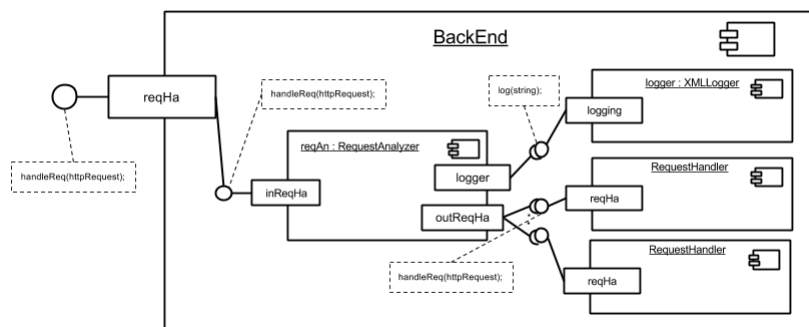 BackEnd
reqHa
handleReq(httpRequest);
handleReq(httpRequest);
log(string);
logger : XMLLogger
logging
reqAn : RequestAnalyzer
inReqHa
logger
outReqHa
RequestHandler
reqHa
handleReq(httpRequest);
RequestHandler
reqHa